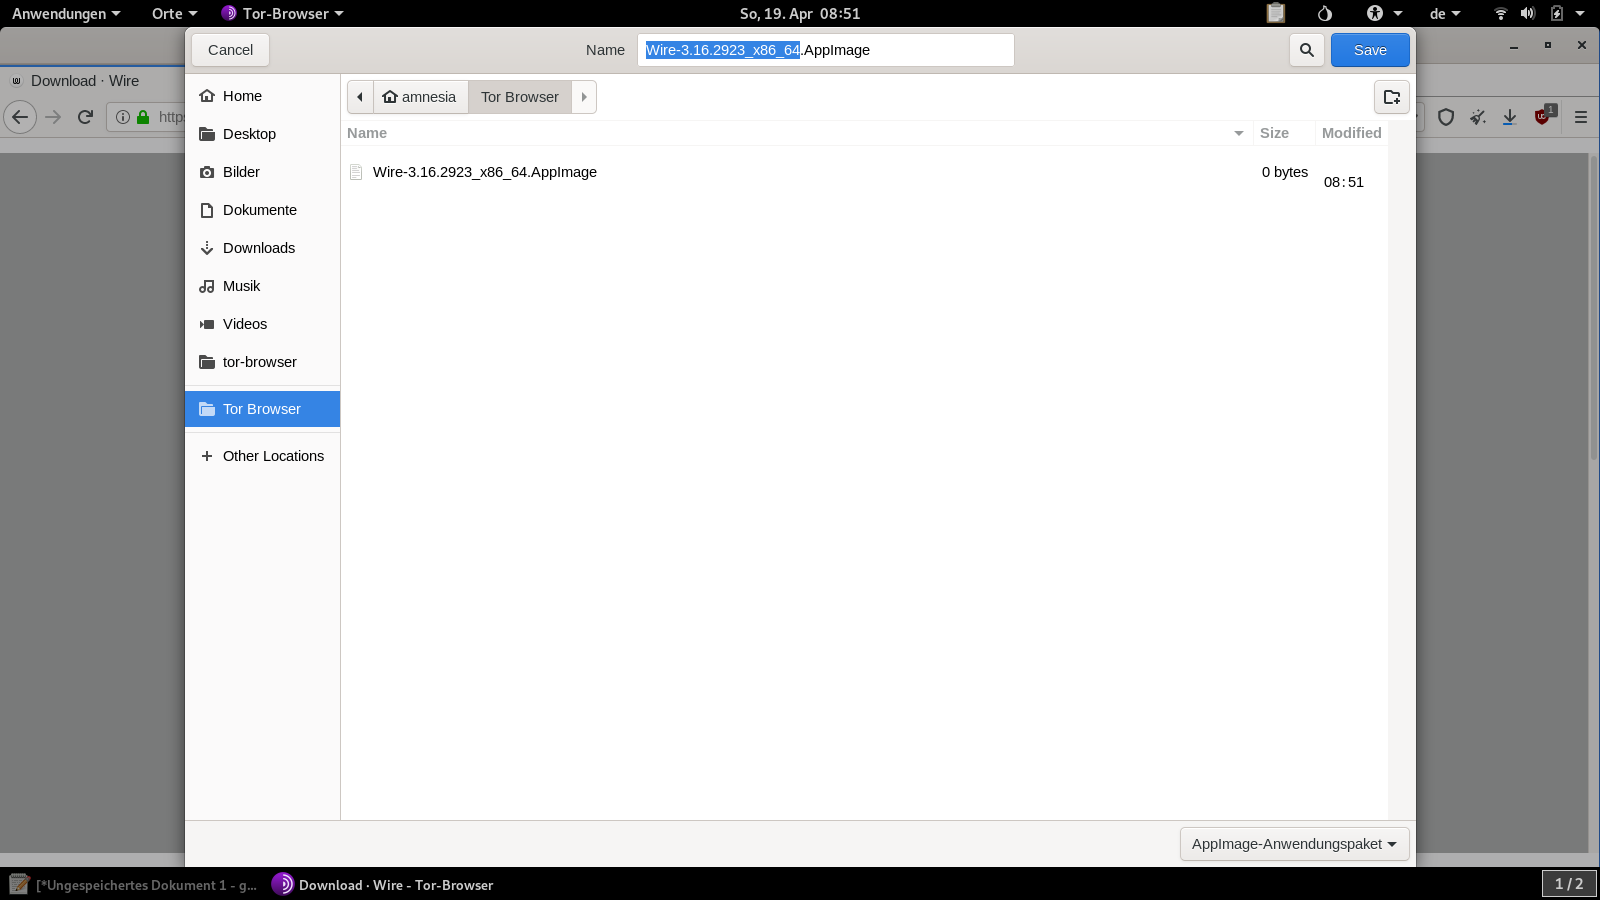 Anwendungen Orte Tor-Browser So, 19. Apr 08:51 de
Cancel Name Wire-3.16.2923_x86_64.AppImage Save
Download · Wire
Home
amnesia Tor Browser
https
1
Name Size Modified
Desktop
Wire-3.16.2923_x86_64.AppImage 0 bytes 08:51
Bilder
Dokumente
Downloads
Musik
Videos
tor-browser
Tor Browser
Other Locations
AppImage-Anwendungspaket
[*Ungespeichertes Dokument 1 - g... Download · Wire - Tor-Browser 1 / 2